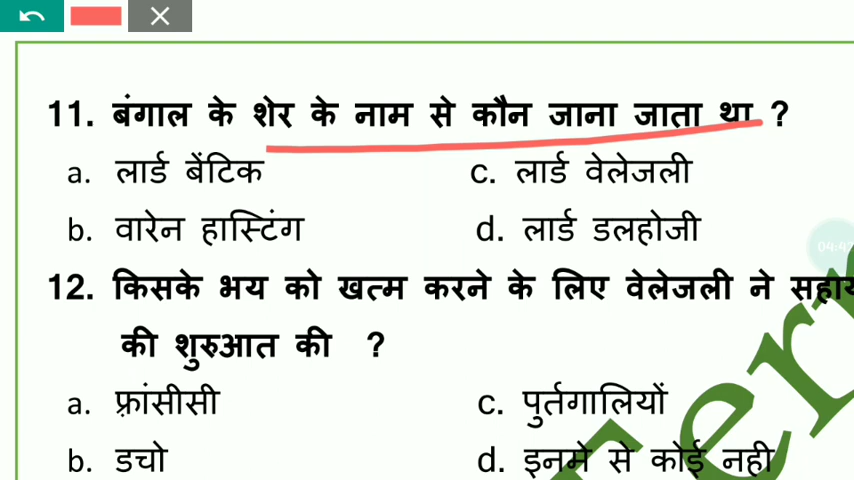 11. बंगाल के शेर के नाम से कौन जाना जाता था ?
a. लार्ड बेंटिक c. लार्ड वेलेजली
b. वारेन हास्टिंग d. लार्ड डलहोजी
12. किसके भय को खत्म करने के लिए वेलेजली ने
की शुरुआत की ?
a. फ़्रांसीसी c. पुर्तगालियों
b. डचो d. इनमे से कोई नही